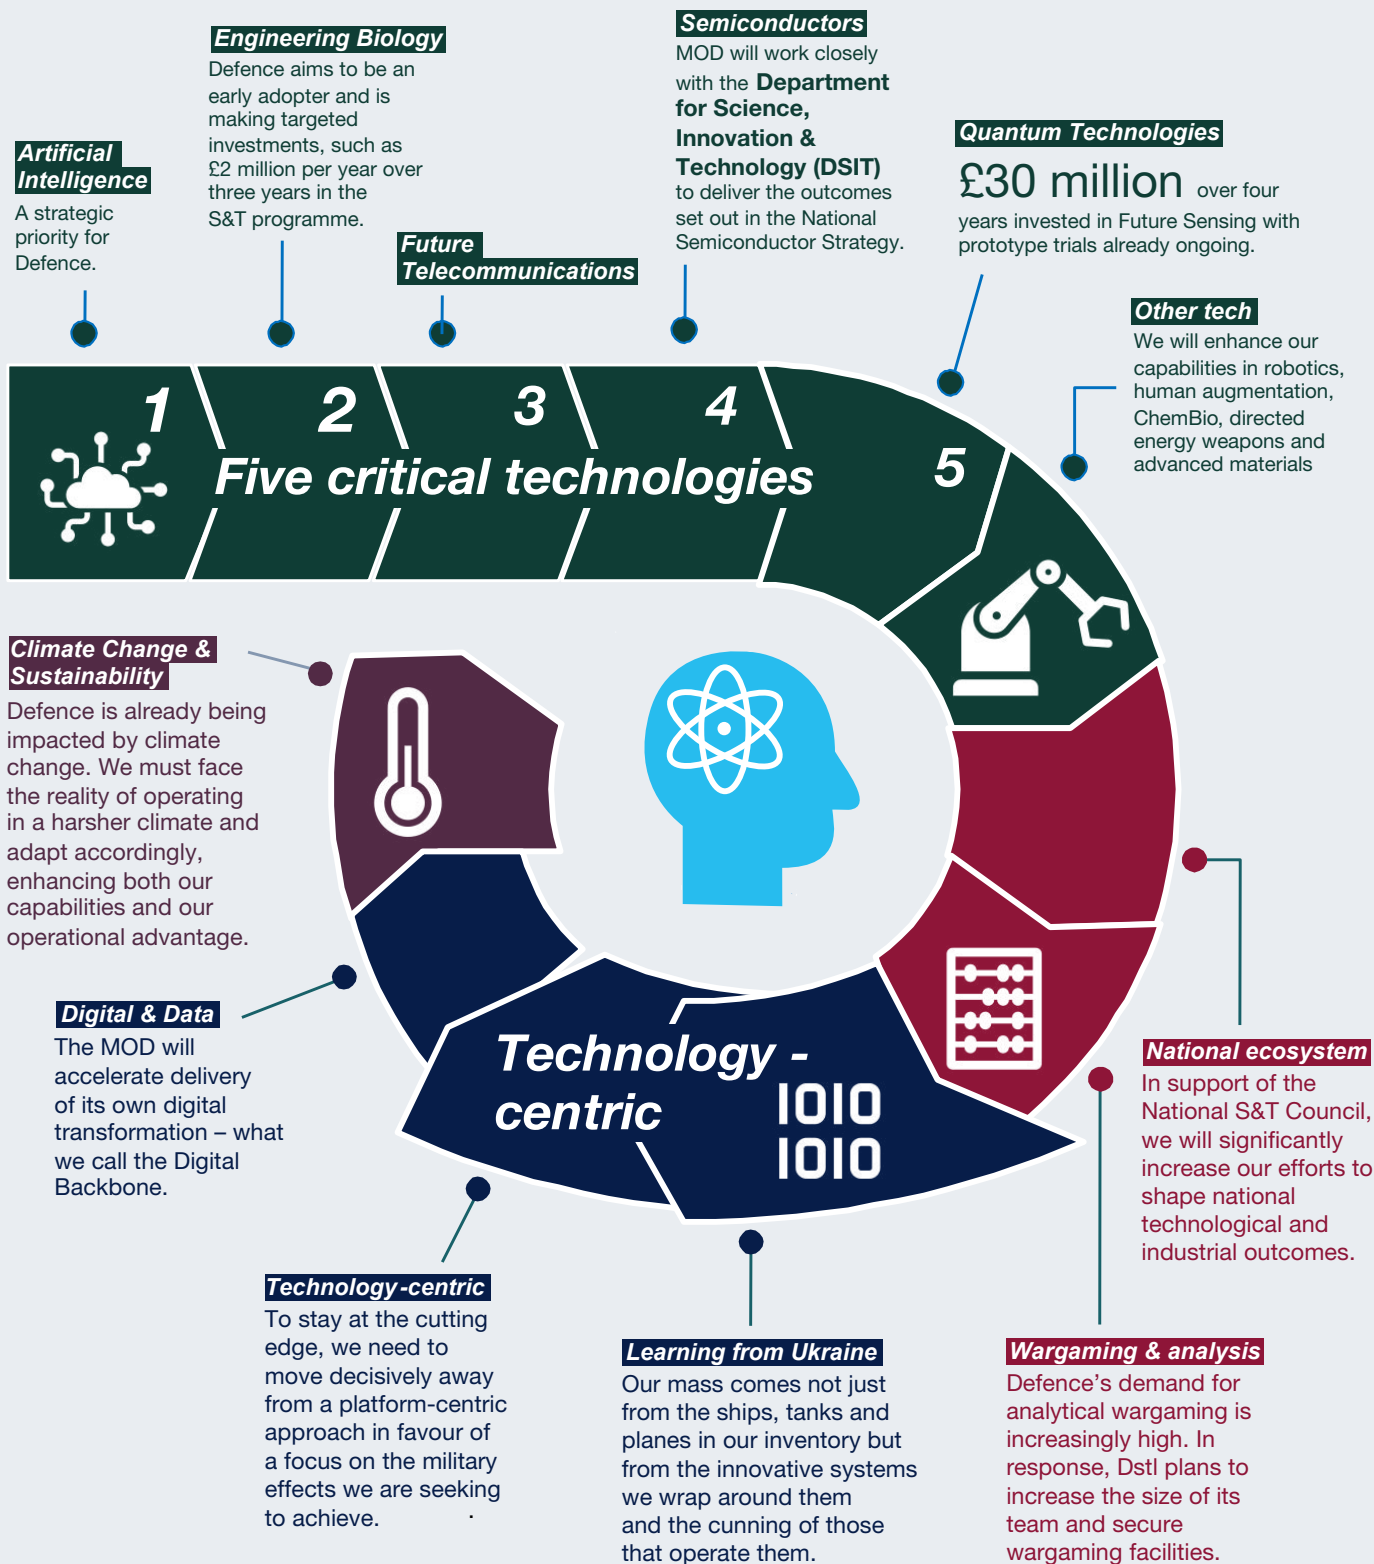 Artificial
Intelligence
A strategic
priority for
Defence.
Engineering Biology
Defence aims to be an
early adopter and is
making targeted
investments, such as
£2 million per year over
three years in the
S&T programme.
Future
Telecommunications
Semiconductors
MOD will work closely
with the Department
for Science,
Innovation &
Technology (DSIT)
to deliver the outcomes
set out in the National
Semiconductor Strategy.
Quantum Technologies
£30 million over four
years invested in Future Sensing with
prototype trials already ongoing.
Other tech
We will enhance our
capabilities in robotics,
human augmentation,
ChemBio, directed
energy weapons and
advanced materials
1
2
3
4
5
Five critical technologies
Climate Change &
Sustainability
Defence is already being
impacted by climate
change. We must face
the reality of operating
in a harsher climate and
adapt accordingly,
enhancing both our
capabilities and our
operational advantage.
Digital & Data
The MOD will
accelerate delivery
of its own digital
transformation – what
we call the Digital
Backbone.
Technology -
centric
1010
1010
National ecosystem
In support of the
National S&T Council,
we will significantly
increase our efforts to
shape national
technological and
industrial outcomes.
Technology-centric
To stay at the cutting
edge, we need to
move decisively away
from a platform-centric
approach in favour of
a focus on the military
effects we are seeking
to achieve.
Learning from Ukraine
Our mass comes not just
from the ships, tanks and
planes in our inventory but
from the innovative systems
we wrap around them
and the cunning of those
that operate them.
Wargaming & analysis
Defence's demand for
analytical wargaming is
increasingly high. In
response, Dstl plans to
increase the size of its
team and secure
wargaming facilities.